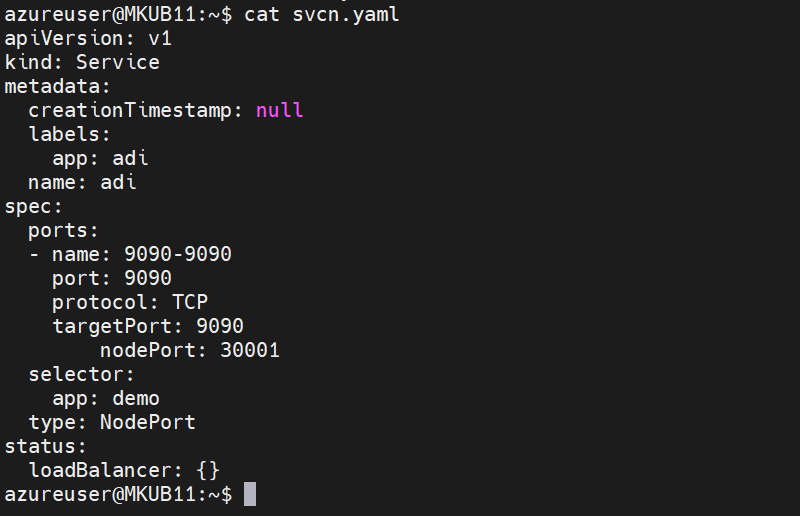 azureuser@MKUB11:~$ cat svcn.yaml
apiVersion: v1
kind: Service
metadata:
  creationTimestamp: null
  labels:
    app: adi
  name: adi
spec:
  ports:
  - name: 9090-9090
    port: 9090
    protocol: TCP
    targetPort: 9090
        nodePort: 30001
  selector:
    app: demo
  type: NodePort
status:
  loadBalancer: {}
azureuser@MKUB11:~$